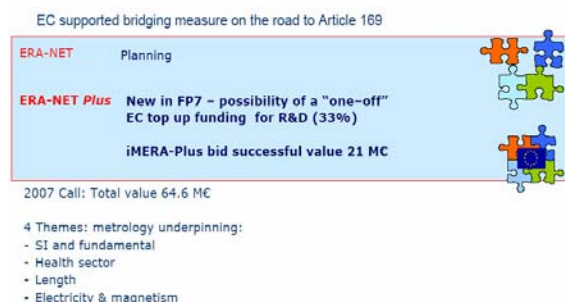 EC supported bridging measure on the road to Article 169
ERA-NET Planning
ERA-NET Plus New in FP7 – possibility of a “one–off”
EC top up funding for R&D (33%)
iMERA-Plus bid successful value 21 M€
2007 Call: Total value 64.6 M€
4 Themes: metrology underpinning:
- SI and fundamental
- Health sector
- Length
- Electricity & magnetism